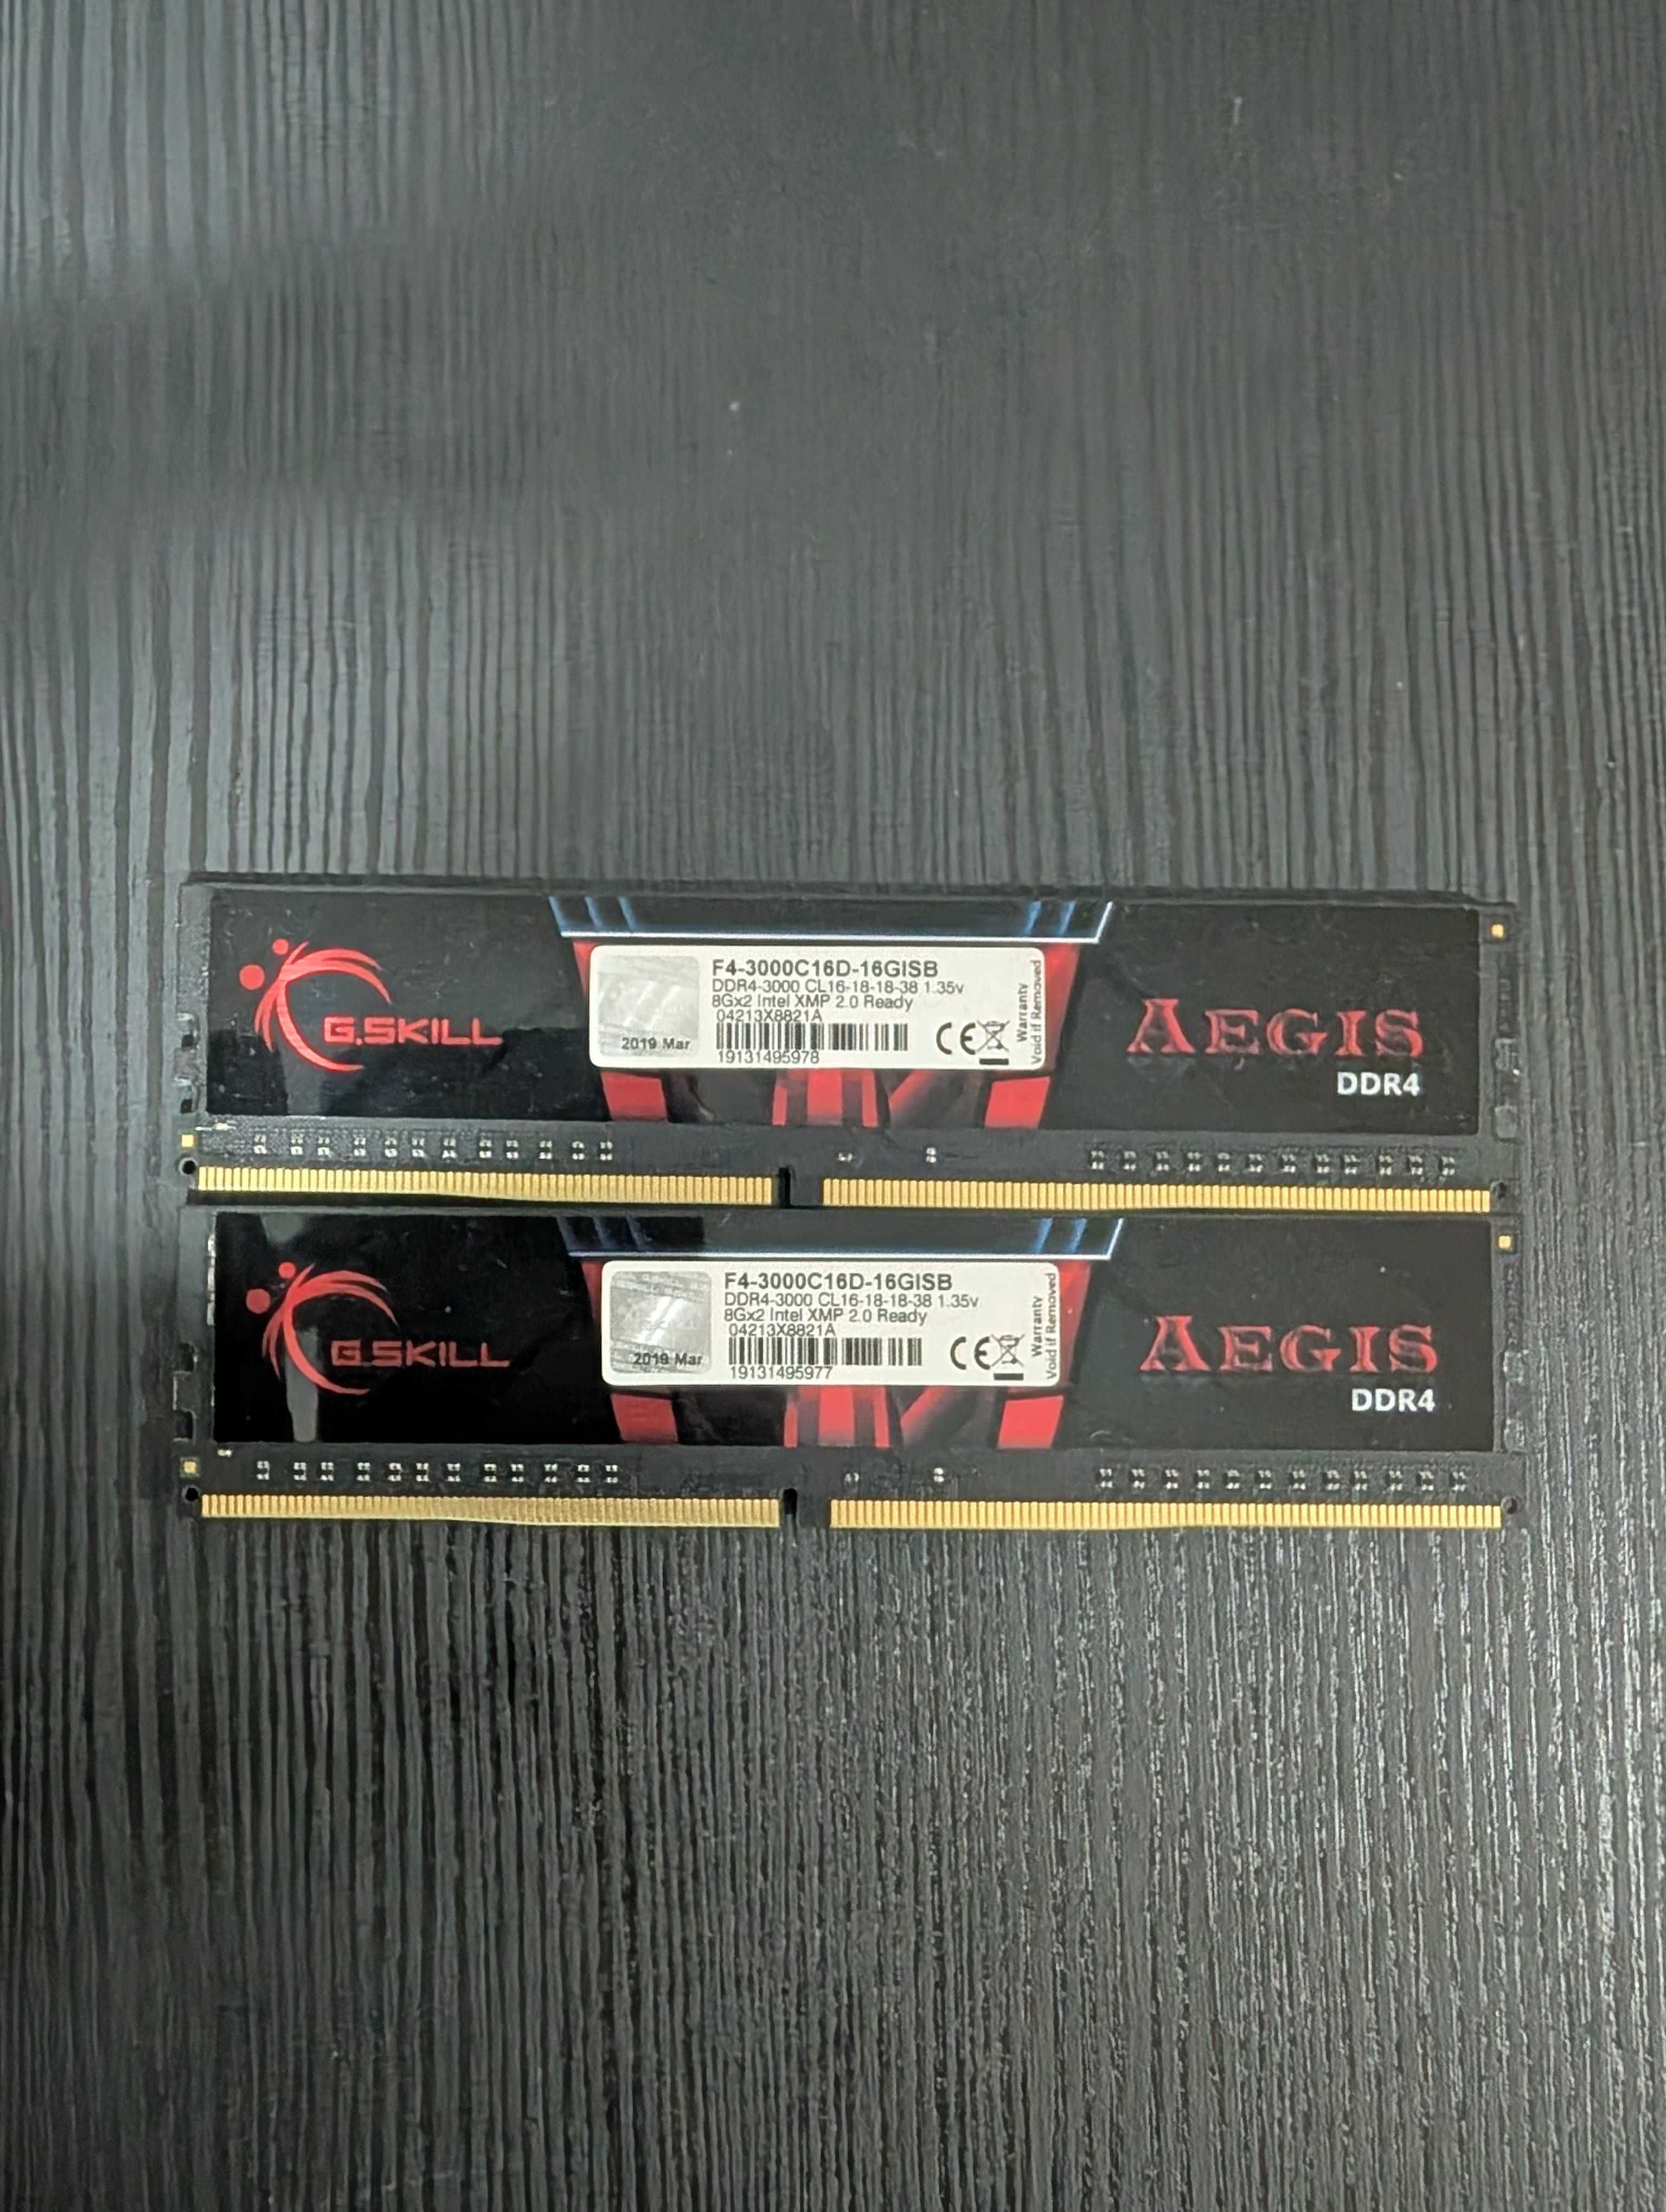 G.SKILL
F4-3000C16D-16GISB
DDR4-3000 CL16-18-18-38 1.35v
8Gx2 Intel XMP 2.0 Ready
04213X8821A
2019 Mar
19131495978
CE
Warranty
Void if Removed
AEGIS
DDR4
G.SKILL
F4-3000C16D-16GISB
DDR4-3000 CL16-18-18-38 1.35v
8Gx2 Intel XMP 2.0 Ready
04213X8821A
2019 Mar
19131495977
CE
Warranty
Void if Removed
AEGIS
DDR4